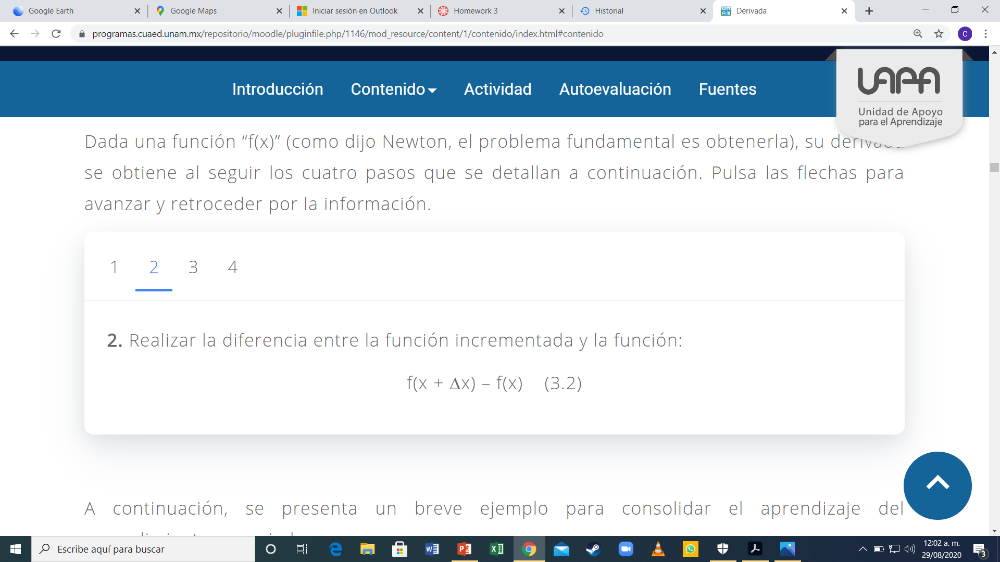 Google Earth
Google Maps
Iniciar sesión en Outlook
Homework 3
Historial
Derivada
programas.cuaed.unam.mx/repositorio/moodle/pluginfile.php/1146/mod_resource/content/1/contenido/index.html#contenido
C
Introducción Contenido Actividad Autoevaluación Fuentes
UAPA
Unidad de Apoyo
para el Aprendizaje
Dada una función “f(x)” (como dijo Newton, el problema fundamental es obtenerla), su derivada
se obtiene al seguir los cuatro pasos que se detallan a continuación. Pulsa las flechas para
avanzar y retroceder por la información.
1 2 3 4
2. Realizar la diferencia entre la función incrementada y la función:
f(x + Δx) – f(x) (3.2)
A continuación, se presenta un breve ejemplo para consolidar el aprendizaje del
Escribe aquí para buscar
12:02 a. m.
29/08/2020
3